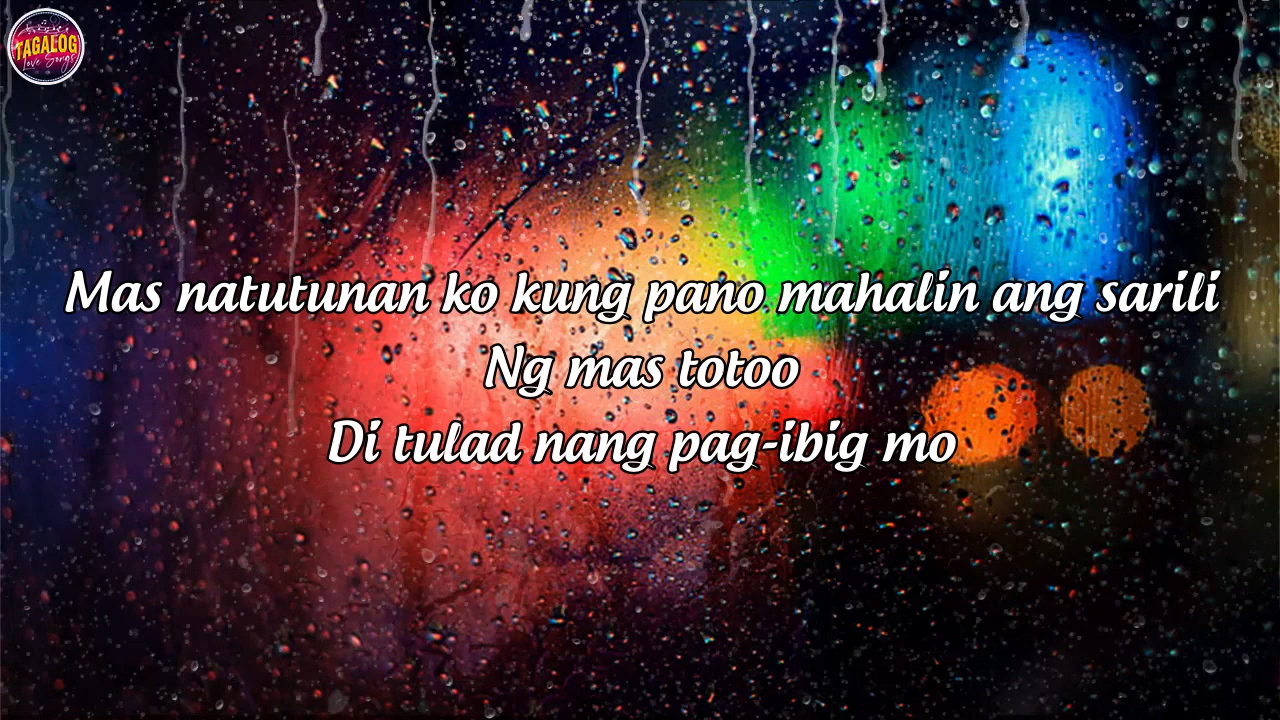 TAGALOG
Love Songs
Mas natutunan ko kung pano mahalin ang sarili
Ng mas totoo
Di tulad nang pag-ibig mo